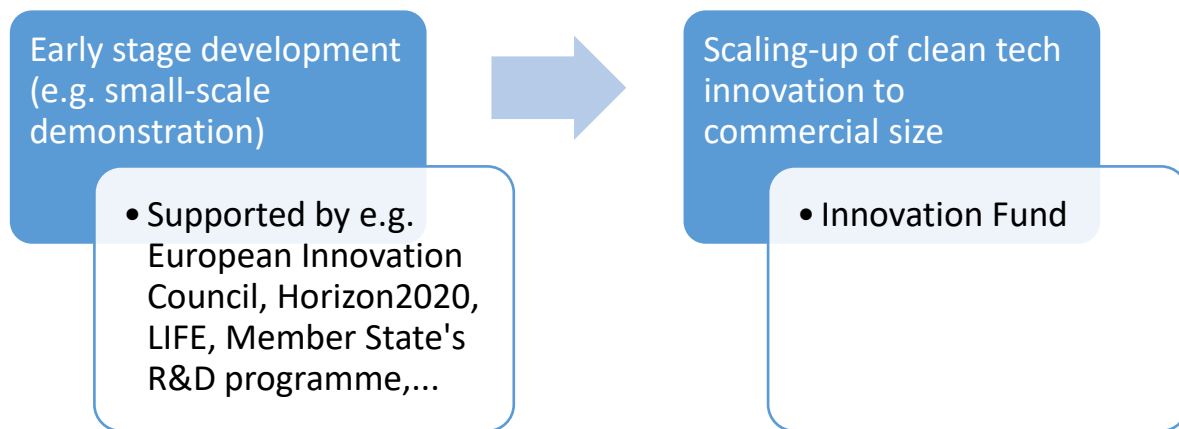 Early stage development
(e.g. small-scale
demonstration)
• Supported by e.g.
European Innovation
Council, Horizon2020,
LIFE, Member State's
R&D programme,...
Scaling-up of clean tech
innovation to
commercial size
• Innovation Fund